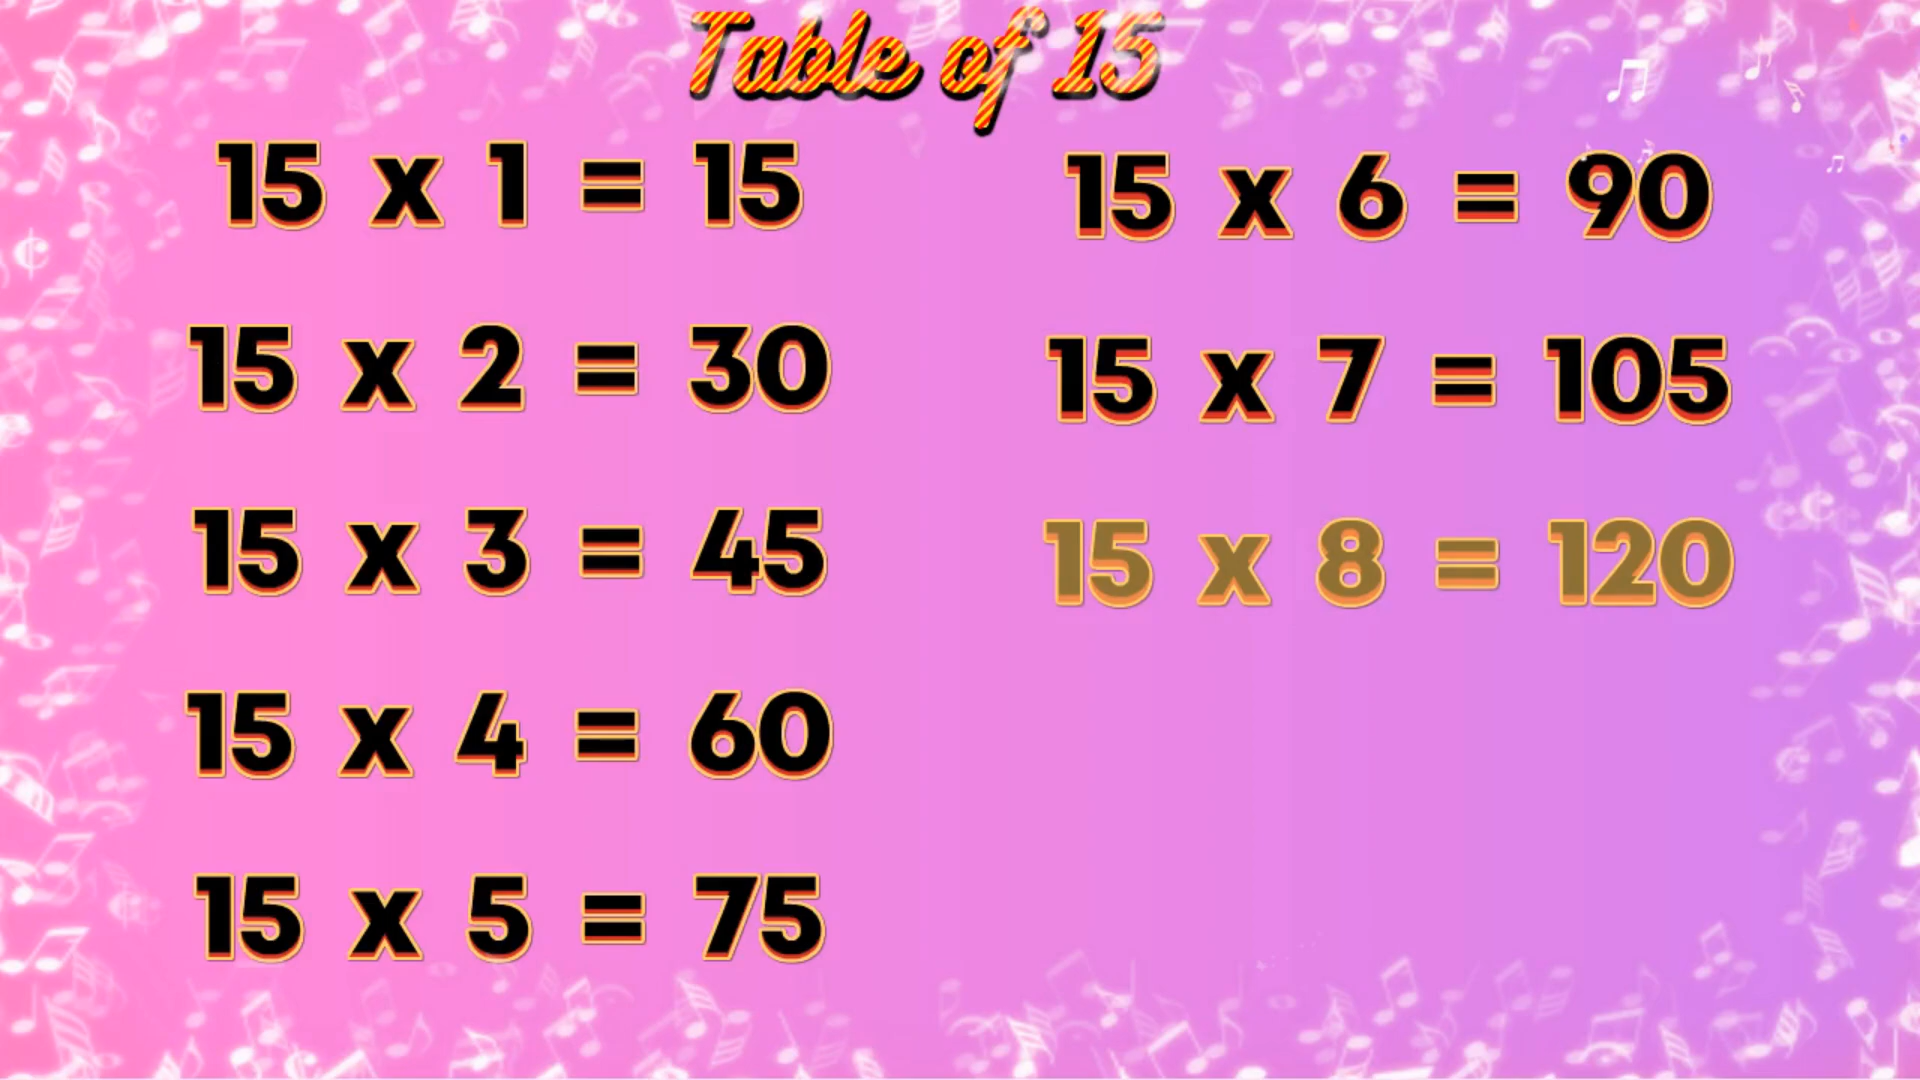 Table of 15
15 x 1 = 15
15 x 2 = 30
15 x 3 = 45
15 x 4 = 60
15 x 5 = 75
15 x 6 = 90
15 x 7 = 105
15 x 8 = 120